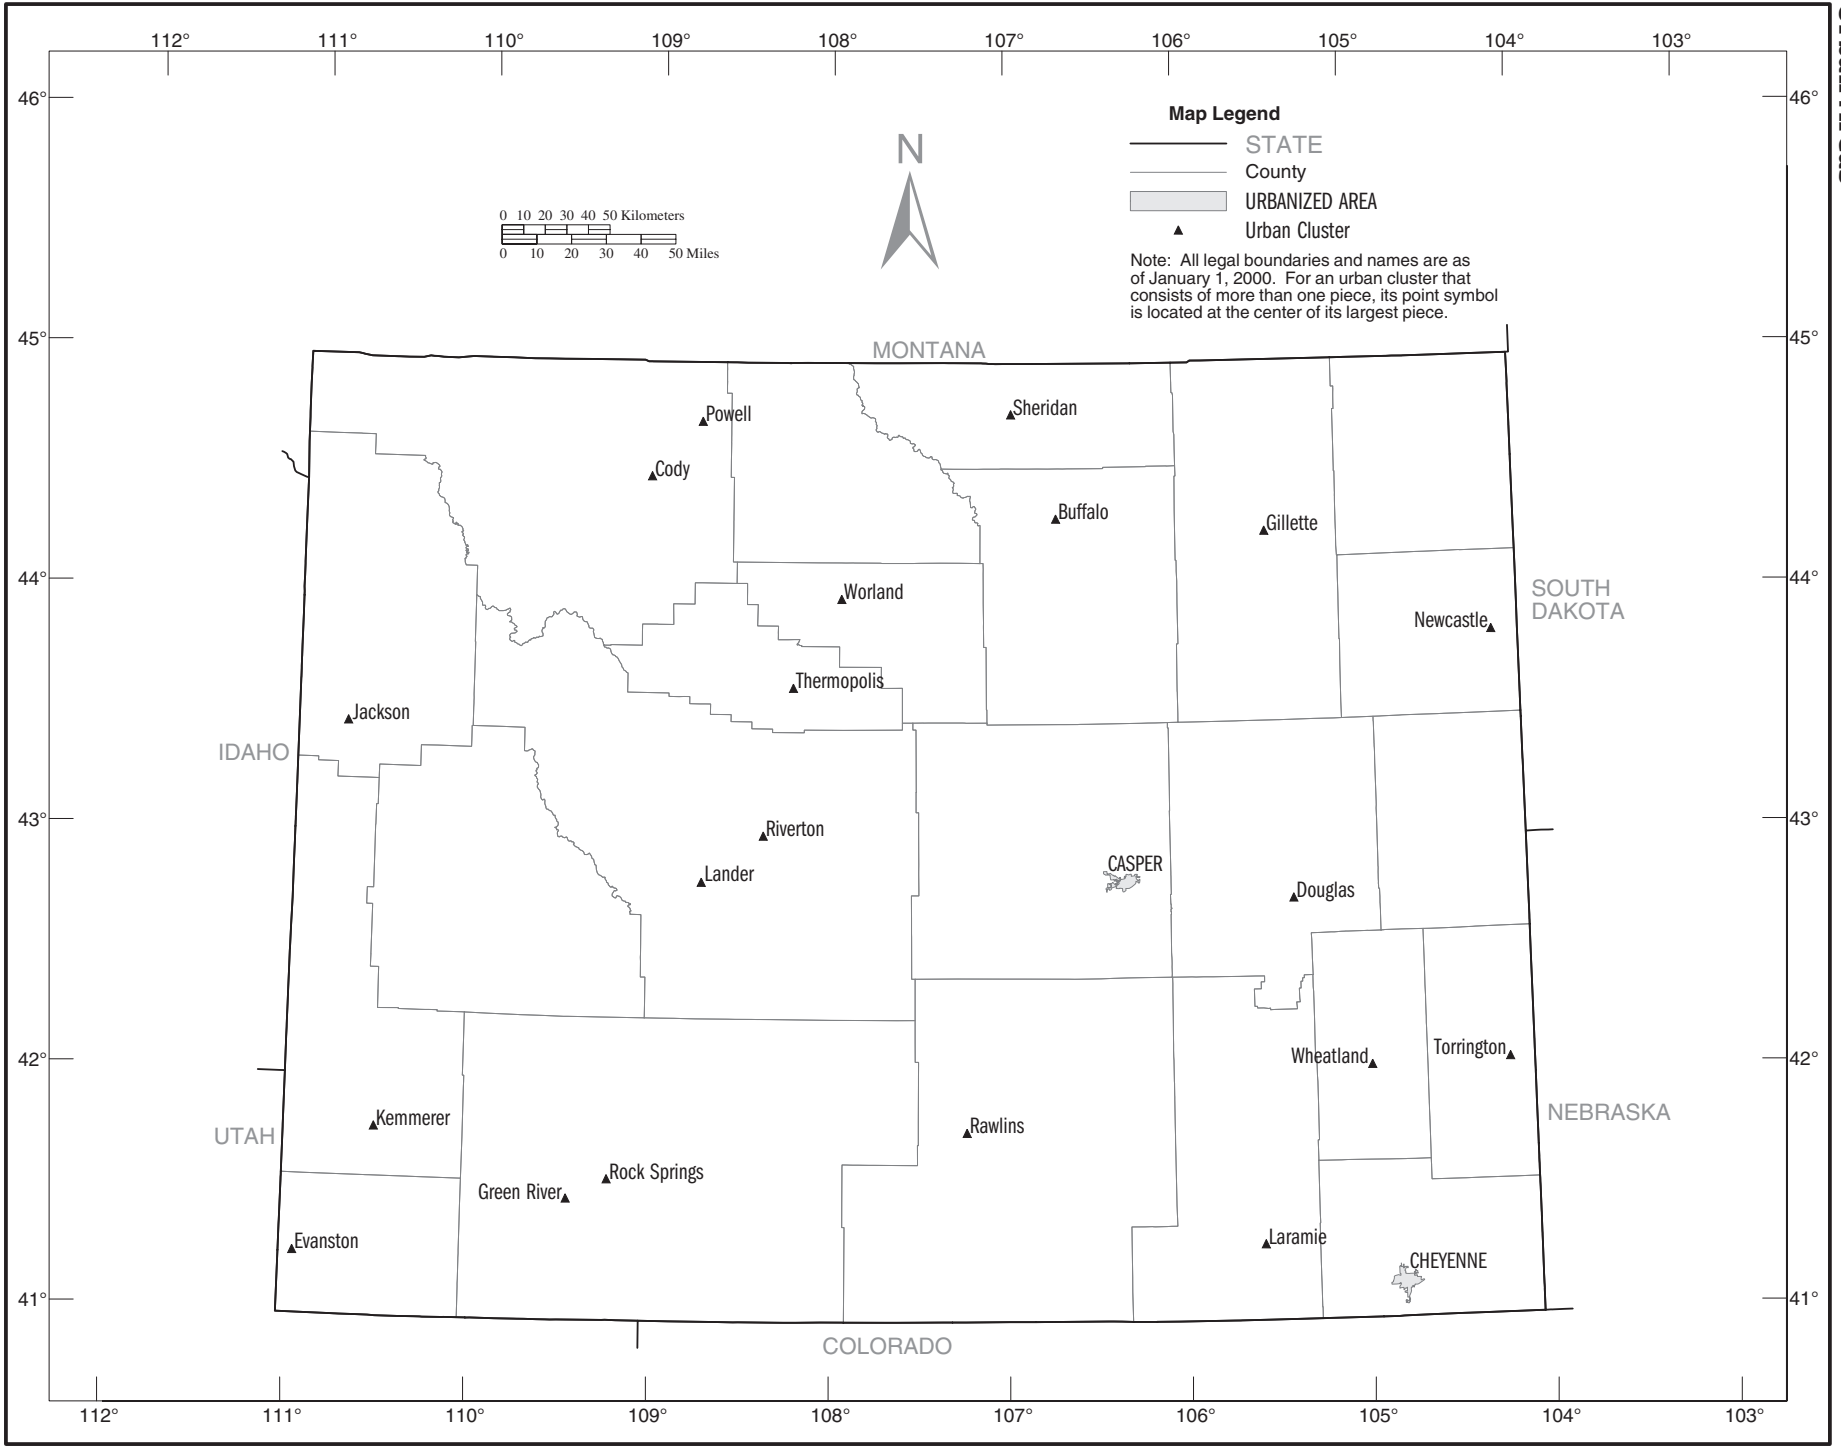 112° 111° 110° 109° 108° 107° 106° 105° 104° 103°
46° 46°
Map Legend
STATE
County
URBANIZED AREA
Urban Cluster
Note: All legal boundaries and names are as
of January 1, 2000. For an urban cluster that
consists of more than one piece, its point symbol
is located at the center of its largest piece.
N
0 10 20 30 40 50 Kilometers
0 10 20 30 40 50 Miles
45° 45°
MONTANA
Powell
Sheridan
Cody
Buffalo
Gillette
44° 44°
Worland
SOUTH
DAKOTA
Newcastle
Thermopolis
Jackson
IDAHO
43° 43°
Riverton
Lander
CASPER
Douglas
42° 42°
Wheatland
Torrington
Kemmerer
Rawlins
NEBRASKA
UTAH
Rock Springs
Green River
Evanston
Laramie
CHEYENNE
41° 41°
COLORADO
112° 111° 110° 109° 108° 107° 106° 105° 104° 103°